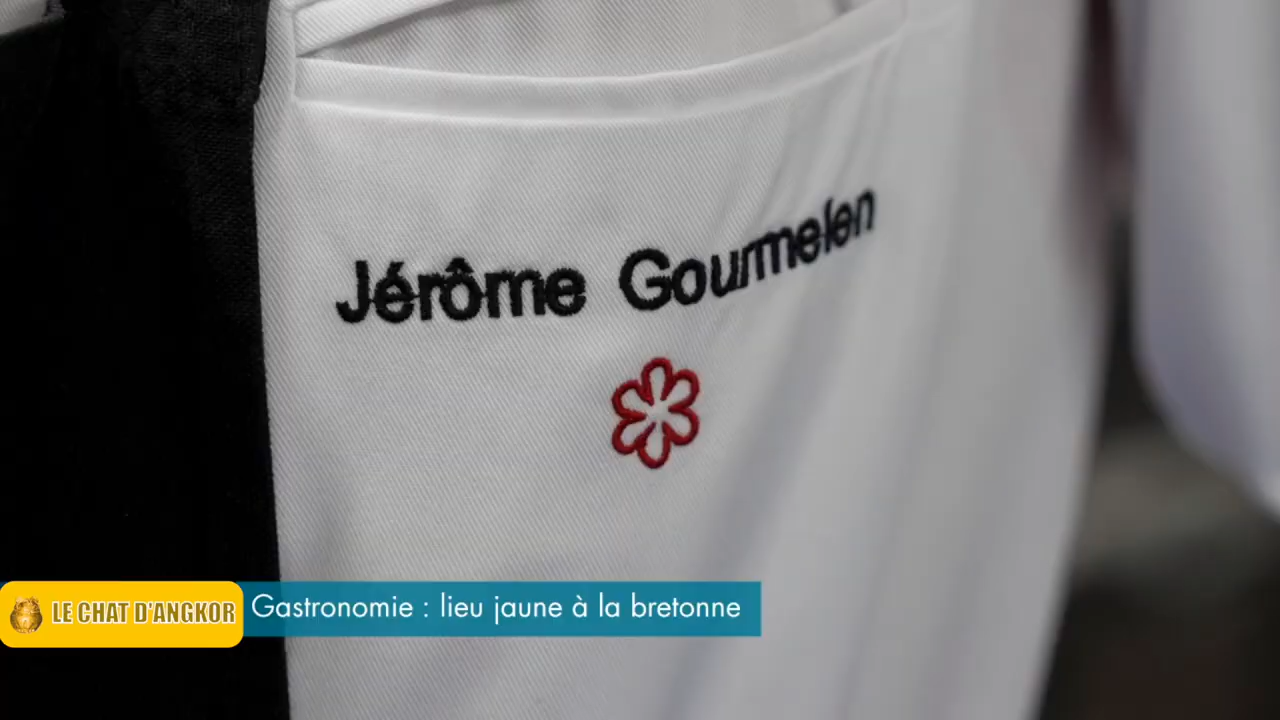 Jérôme Gourmelen
LE CHAT D'ANGKOR
Gastronomie : lieu jaune à la bretonne